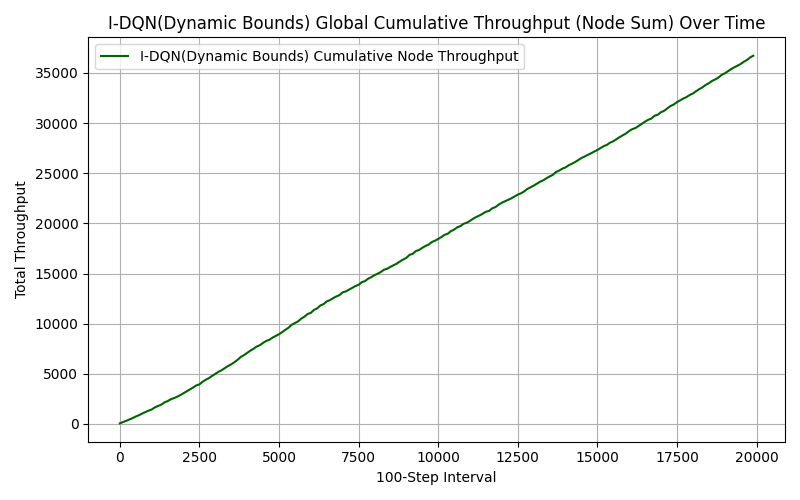 I-DQN(Dynamic Bounds) Global Cumulative Throughput (Node Sum) Over Time
I-DQN(Dynamic Bounds) Cumulative Node Throughput
Total Throughput
35000
30000
25000
20000
15000
10000
5000
0
0 2500 5000 7500 10000 12500 15000 17500 20000
100-Step Interval